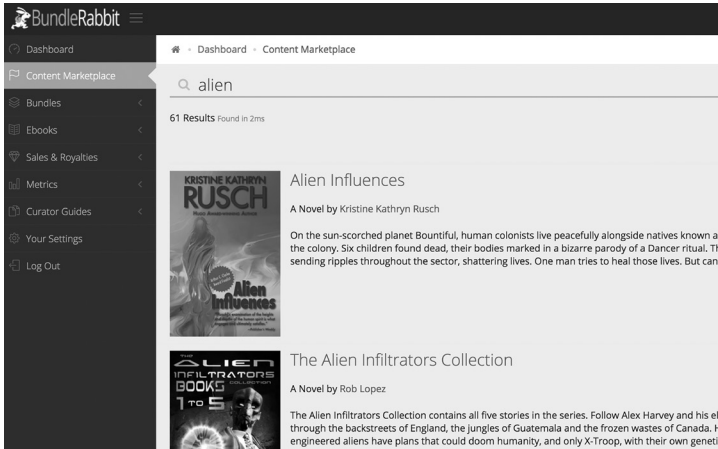 BundleRabbit
Dashboard
Content Marketplace
Bundles
Ebooks
Sales & Royalties
Metrics
Curator Guides
Your Settings
Log Out
Dashboard Content Marketplace
alien
61 Results Found in 2ms
KRISTINE KATHRYN
RUSCH
Alien
Influences
Alien Influences
A Novel by Kristine Kathryn Rusch
On the sun-scorched planet Bountiful, human colonists live peacefully alongside natives known a
the colony. Six children found dead, their bodies marked in a bizarre parody of a Dancer ritual. Th
sending ripples throughout the sector, shattering lives. One man tries to heal those lives. But can
THE
ALIEN
INFILTRATORS
BOOKS COLLECTION
1 TO 5
The Alien Infiltrators Collection
A Novel by Rob Lopez
The Alien Infiltrators Collection contains all five stories in the series. Follow Alex Harvey and his el
through the backstreets of England, the jungles of Guatemala and the frozen wastes of Canada. H
engineered aliens have plans that could doom humanity, and only X-Troop, with their own geneti